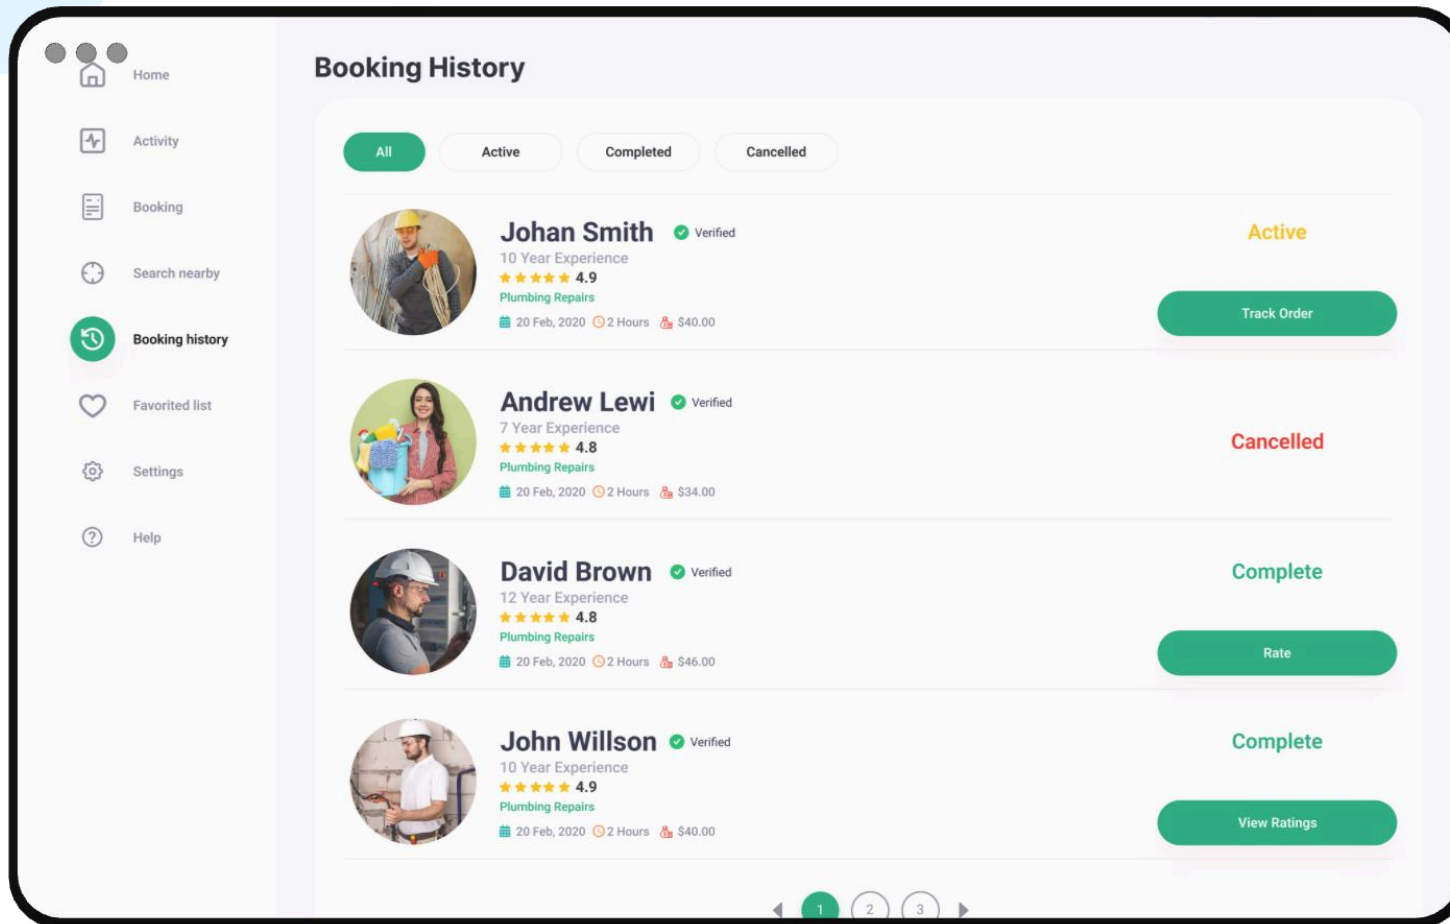 Home
Activity
Booking
Search nearby
Booking history
Favorited list
Settings
Help
Booking History
All Active Completed Cancelled
Johan Smith Verified
10 Year Experience
4.9
Plumbing Repairs
20 Feb, 2020 2 Hours $40.00
Active
Track Order
Andrew Lewi Verified
7 Year Experience
4.8
Plumbing Repairs
20 Feb, 2020 2 Hours $34.00
Cancelled
David Brown Verified
12 Year Experience
4.8
Plumbing Repairs
20 Feb, 2020 2 Hours $46.00
Complete
Rate
John Willson Verified
10 Year Experience
4.9
Plumbing Repairs
20 Feb, 2020 2 Hours $40.00
Complete
View Ratings
1 2 3